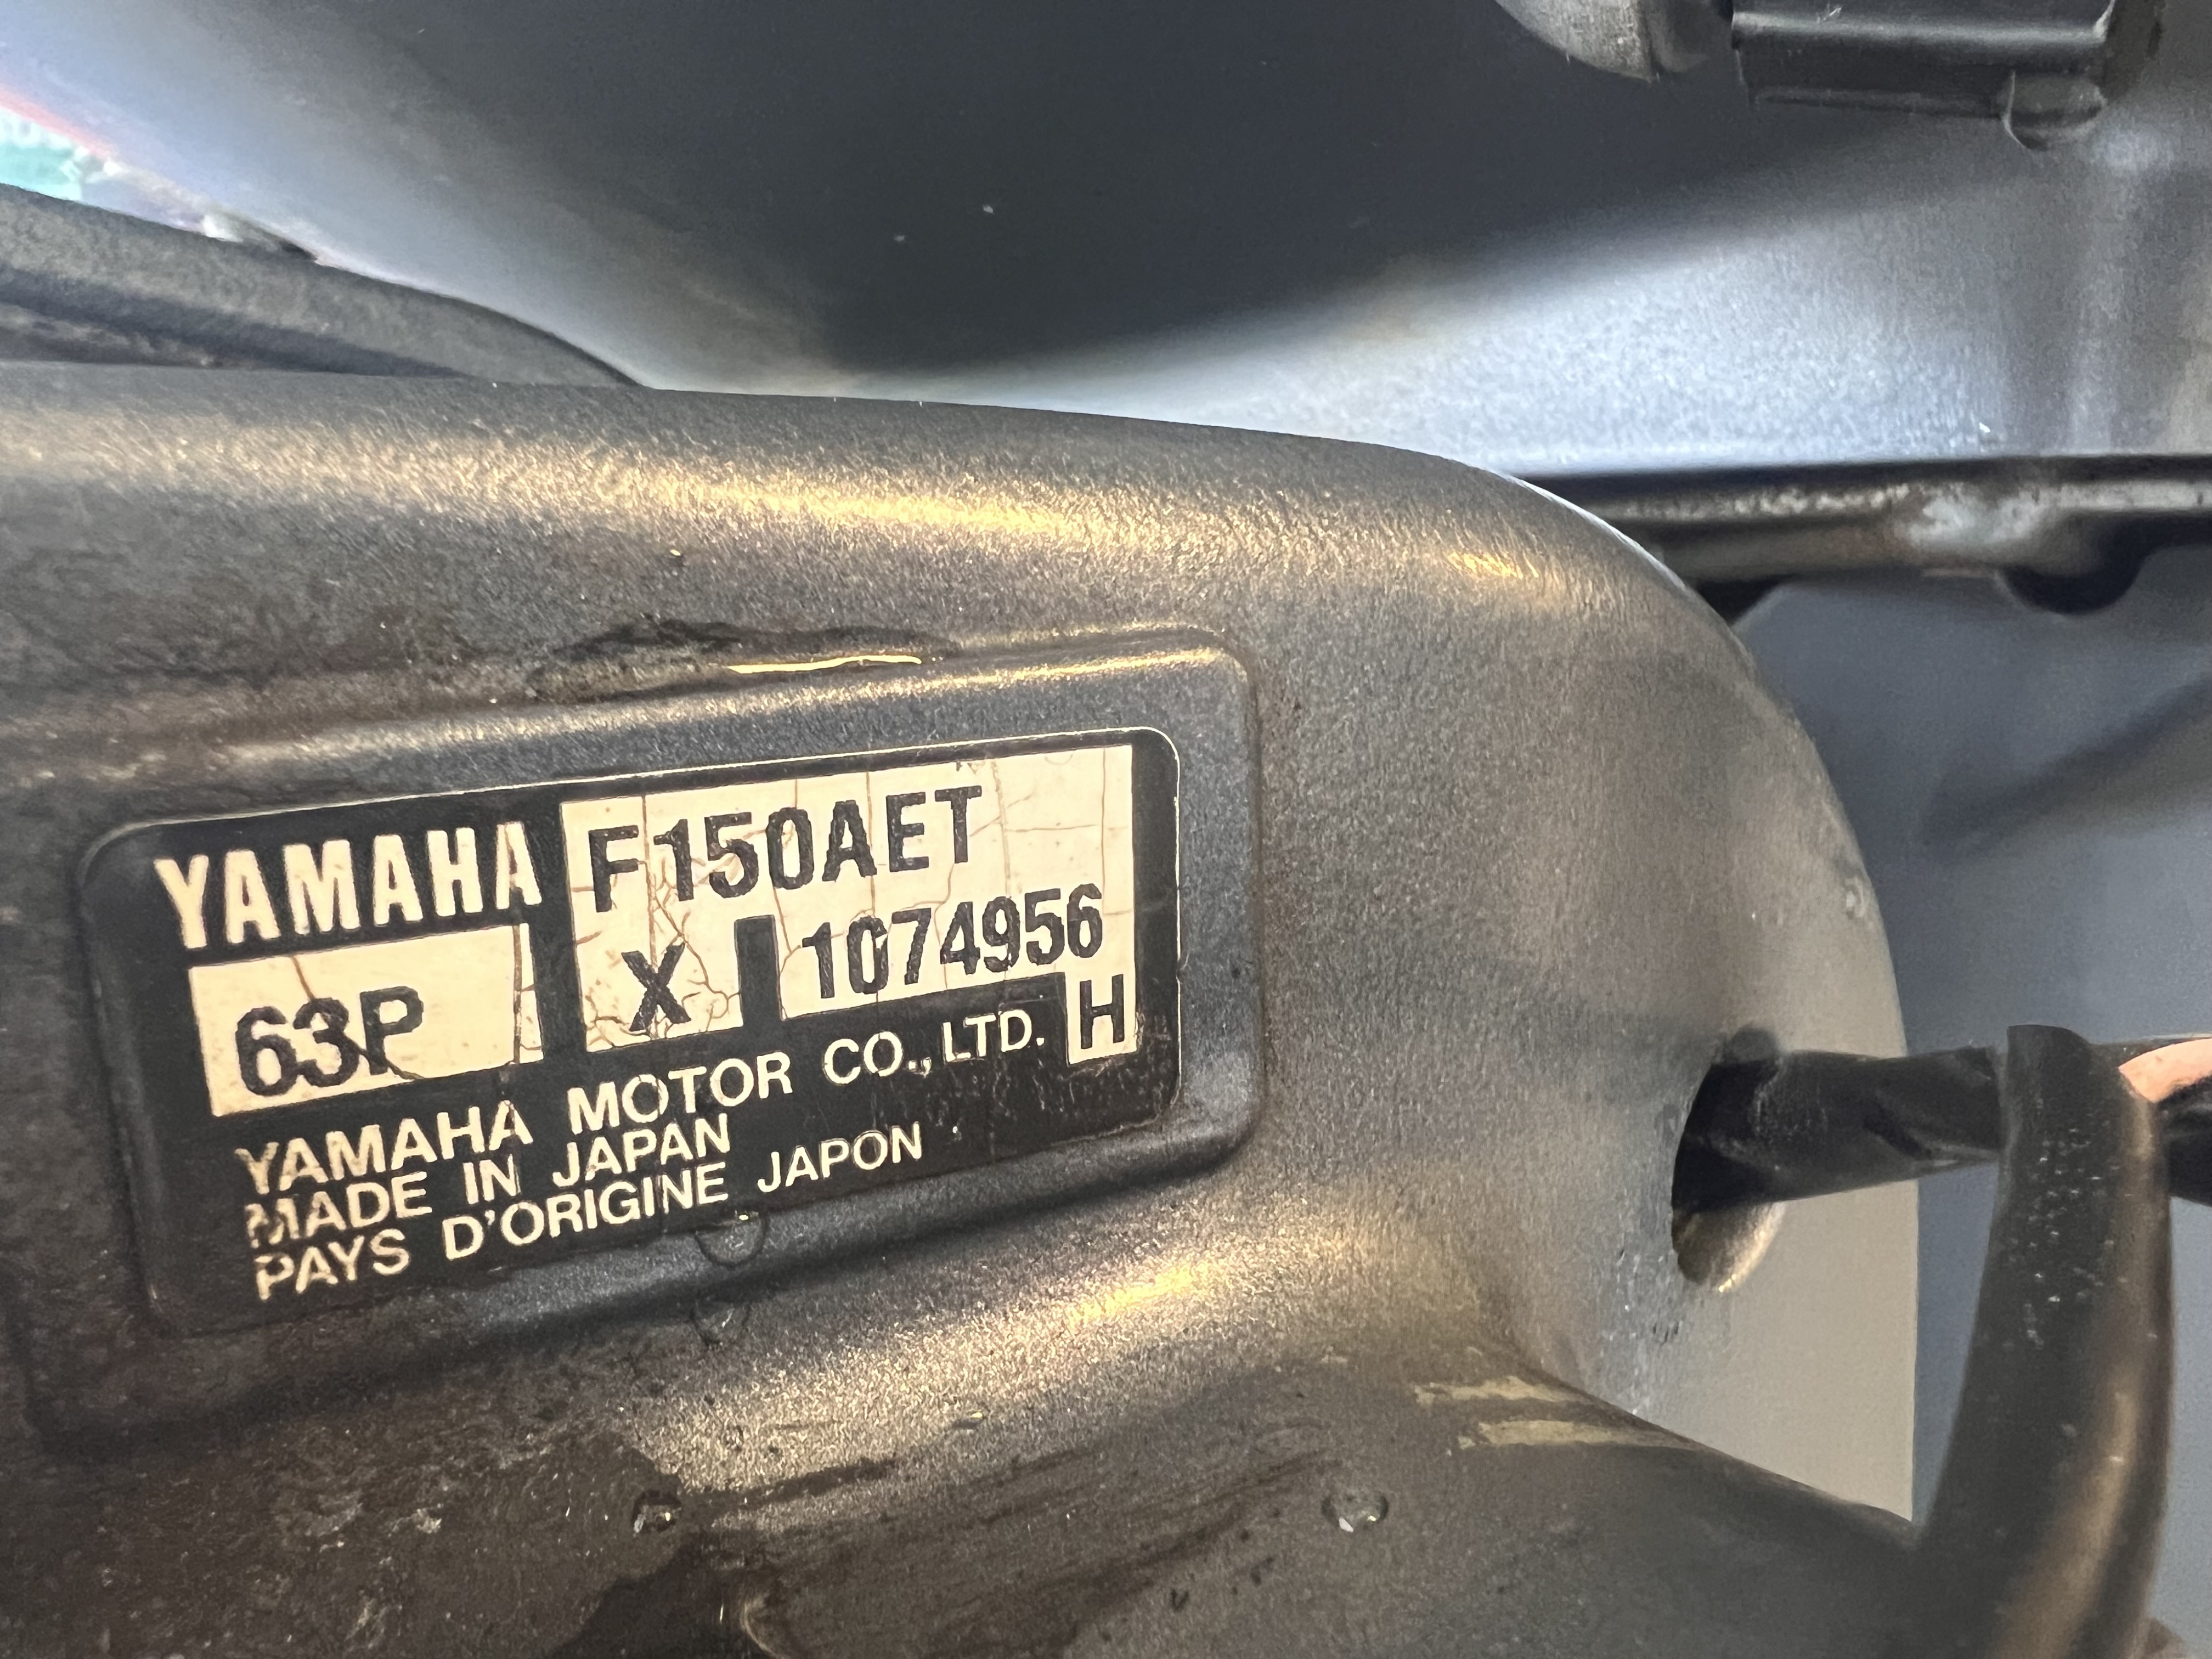 YAMAHA F150AET
63P X 1074956
YAMAHA MOTOR CO., LTD. H
MADE IN JAPAN
PAYS D'ORIGINE JAPON